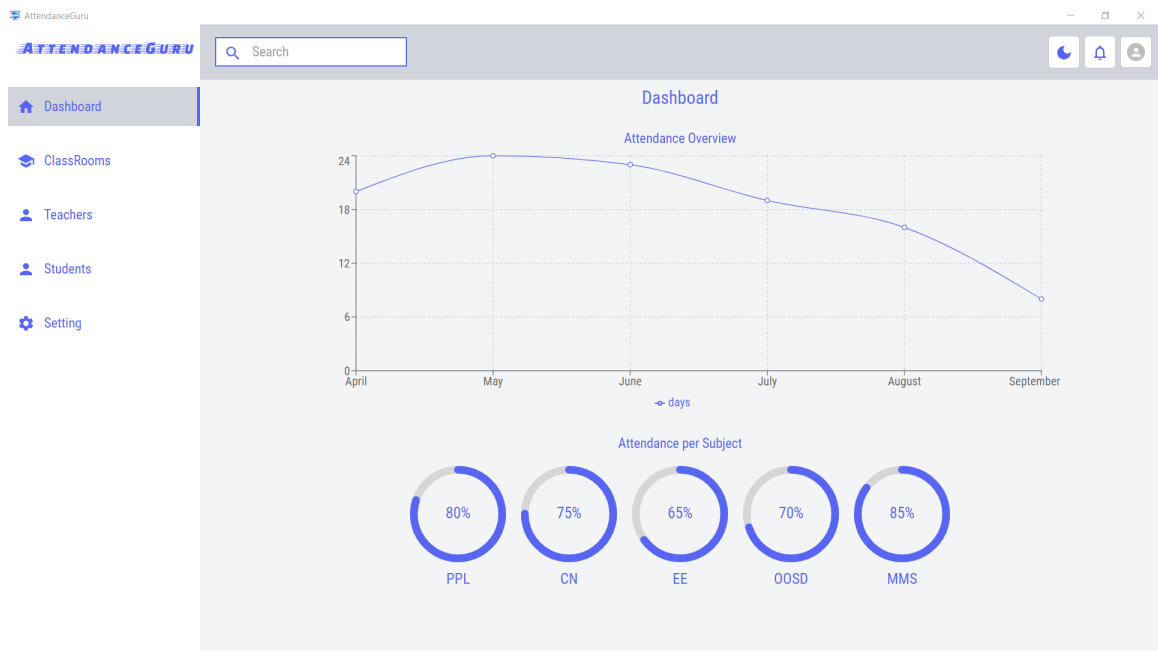 AttendanceGuru
AttendanceGuru
Search
Dashboard
ClassRooms
Teachers
Students
Setting
Dashboard
Attendance Overview
24
18
12
6
0
April May June July August September
days
Attendance per Subject
80% 75% 65% 70% 85%
PPL CN EE OOSD MMS